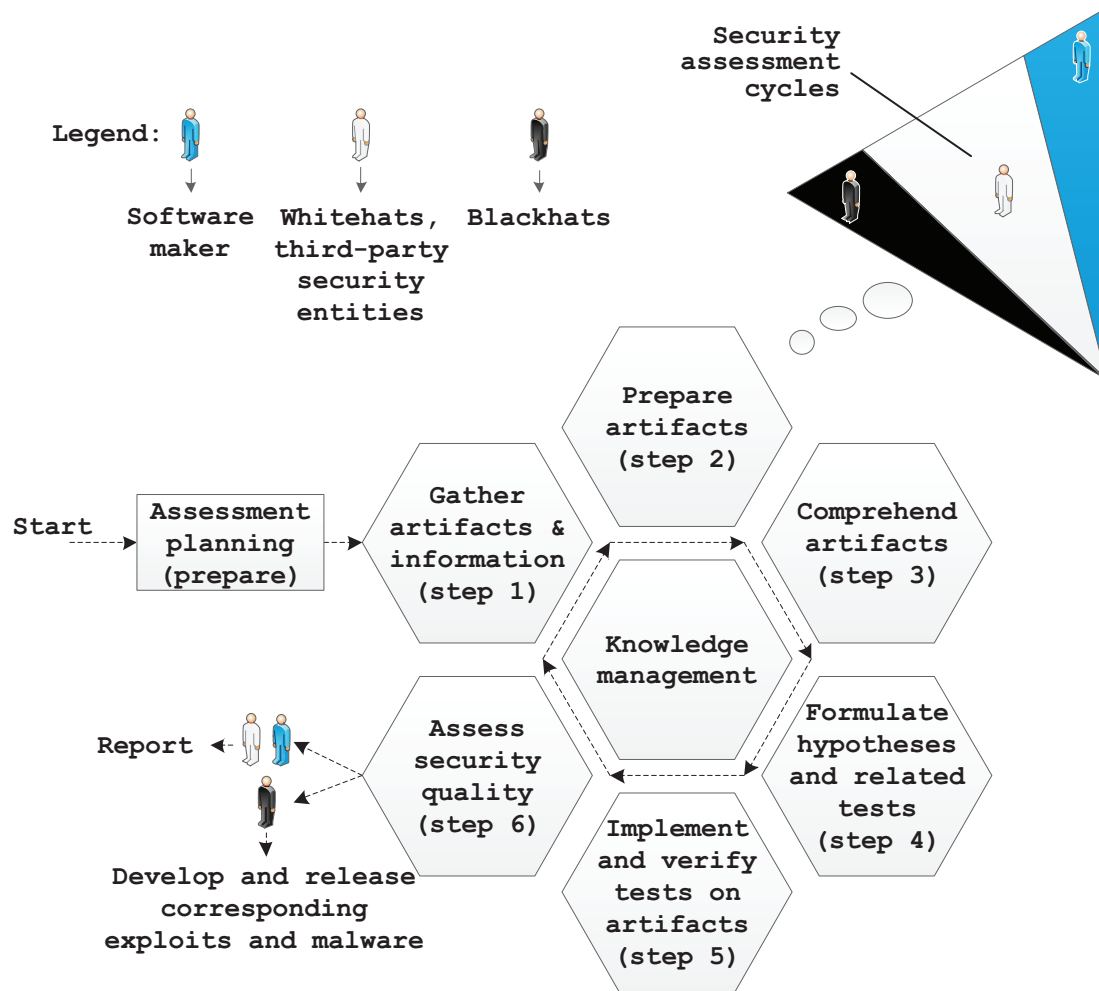 Security
assessment
cycles
Legend:
Software
maker
Whitehats,
third-party
security
entities
Blackhats
Prepare
artifacts
(step 2)
Start
Assessment
planning
(prepare)
Gather
artifacts &
information
(step 1)
Comprehend
artifacts
(step 3)
Knowledge
management
Report
Assess
security
quality
(step 6)
Formulate
hypotheses
and related
tests
(step 4)
Implement
and verify
tests on
artifacts
(step 5)
Develop and release
corresponding
exploits and malware